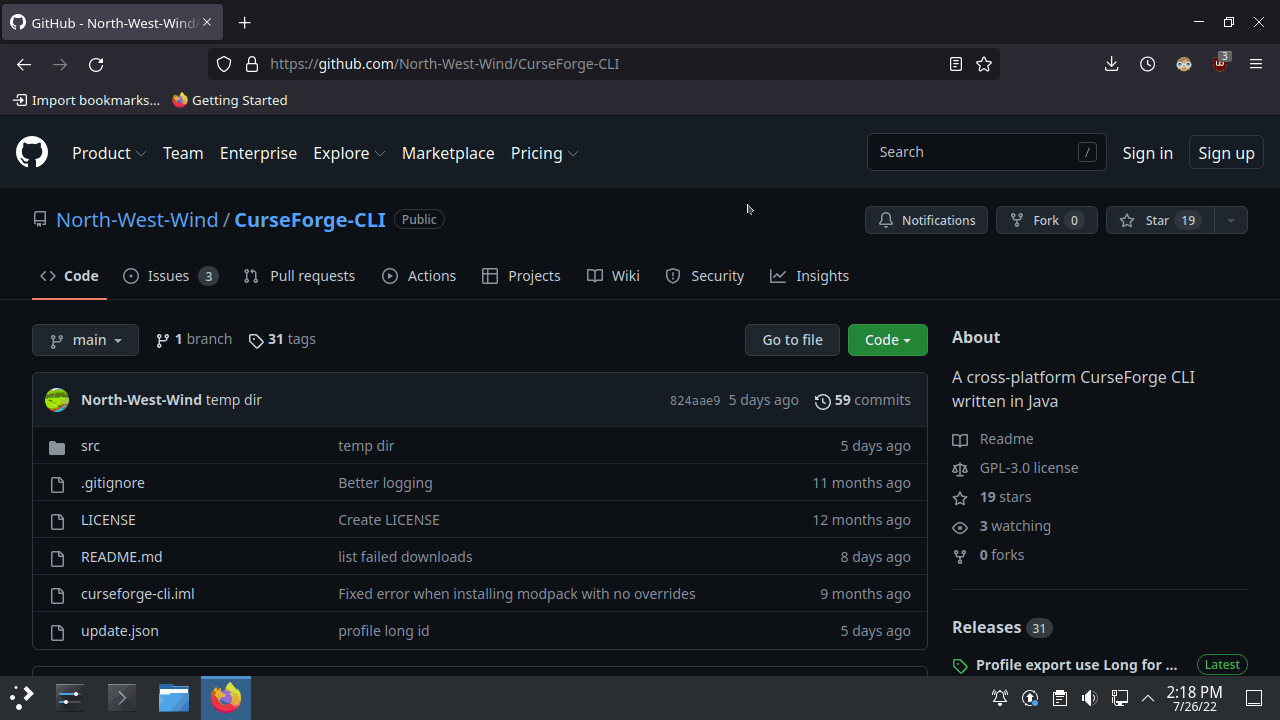 GitHub - North-West-Wind/
3
https://github.com/North-West-Wind/CurseForge-CLI
Import bookmarks... Getting Started
Product Team Enterprise Explore Marketplace Pricing Search / Sign in Sign up
North-West-Wind / CurseForge-CLI Public Notifications Fork 0 Star 19
Code Issues 3 Pull requests Actions Projects Wiki Security Insights
main 1 branch 31 tags Go to file Code
North-West-Wind temp dir 824aae9 5 days ago 59 commits
src temp dir 5 days ago
.gitignore Better logging 11 months ago
LICENSE Create LICENSE 12 months ago
README.md list failed downloads 8 days ago
curseforge-cli.iml Fixed error when installing modpack with no overrides 9 months ago
update.json profile long id 5 days ago
About
A cross-platform CurseForge CLI
written in Java
Readme
GPL-3.0 license
19 stars
3 watching
0 forks
Releases 31
Profile export use Long for ... Latest
2:18 PM
7/26/22